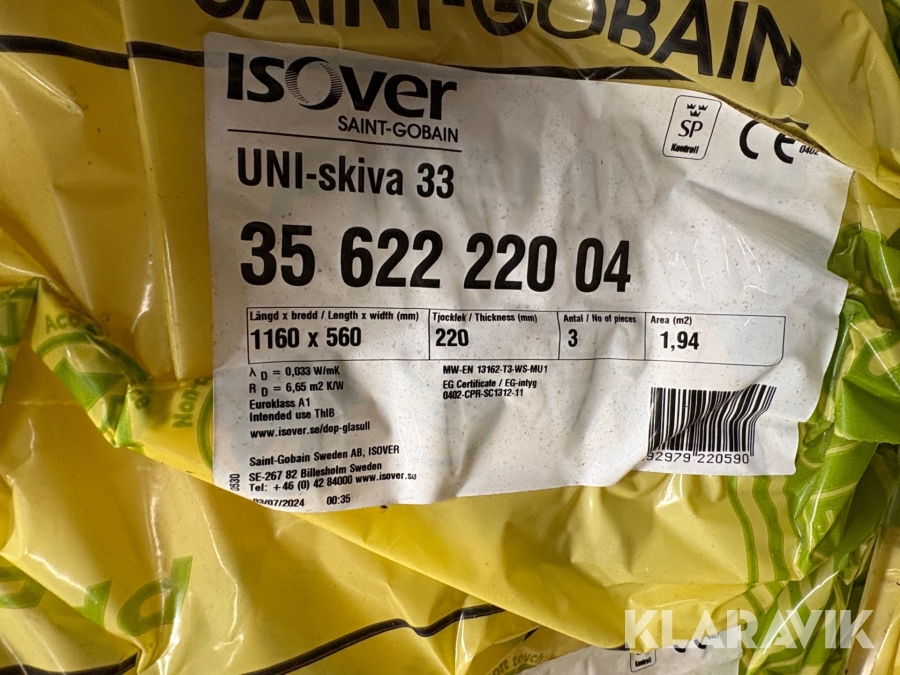 SAINT-GOBAIN
ISOver
SAINT-GOBAIN
SP
Kontroll
CE
0402
UNI-skiva 33
35 622 220 04
Längd x bredd / Length x width (mm)
1160 x 560
Tjocklek / Thickness (mm)
220
Antal / No of pieces
3
Area (m2)
1,94
λ D = 0,033 W/mK
R D = 6,65 m2 K/W
Euroklass A1
Intended use ThIB
www.isover.se/dop-glasull
MW-EN 13162-T3-WS-MU1
EG Certificate / EG-intyg
0402-CPR-SC1312-11
92979 220590
Saint-Gobain Sweden AB, ISOVER
SE-267 82 Billesholm Sweden
Tel: +46 (0) 42 84000 www.isover.se
03/07/2024 00:35
KLARAVIK
Kontroll